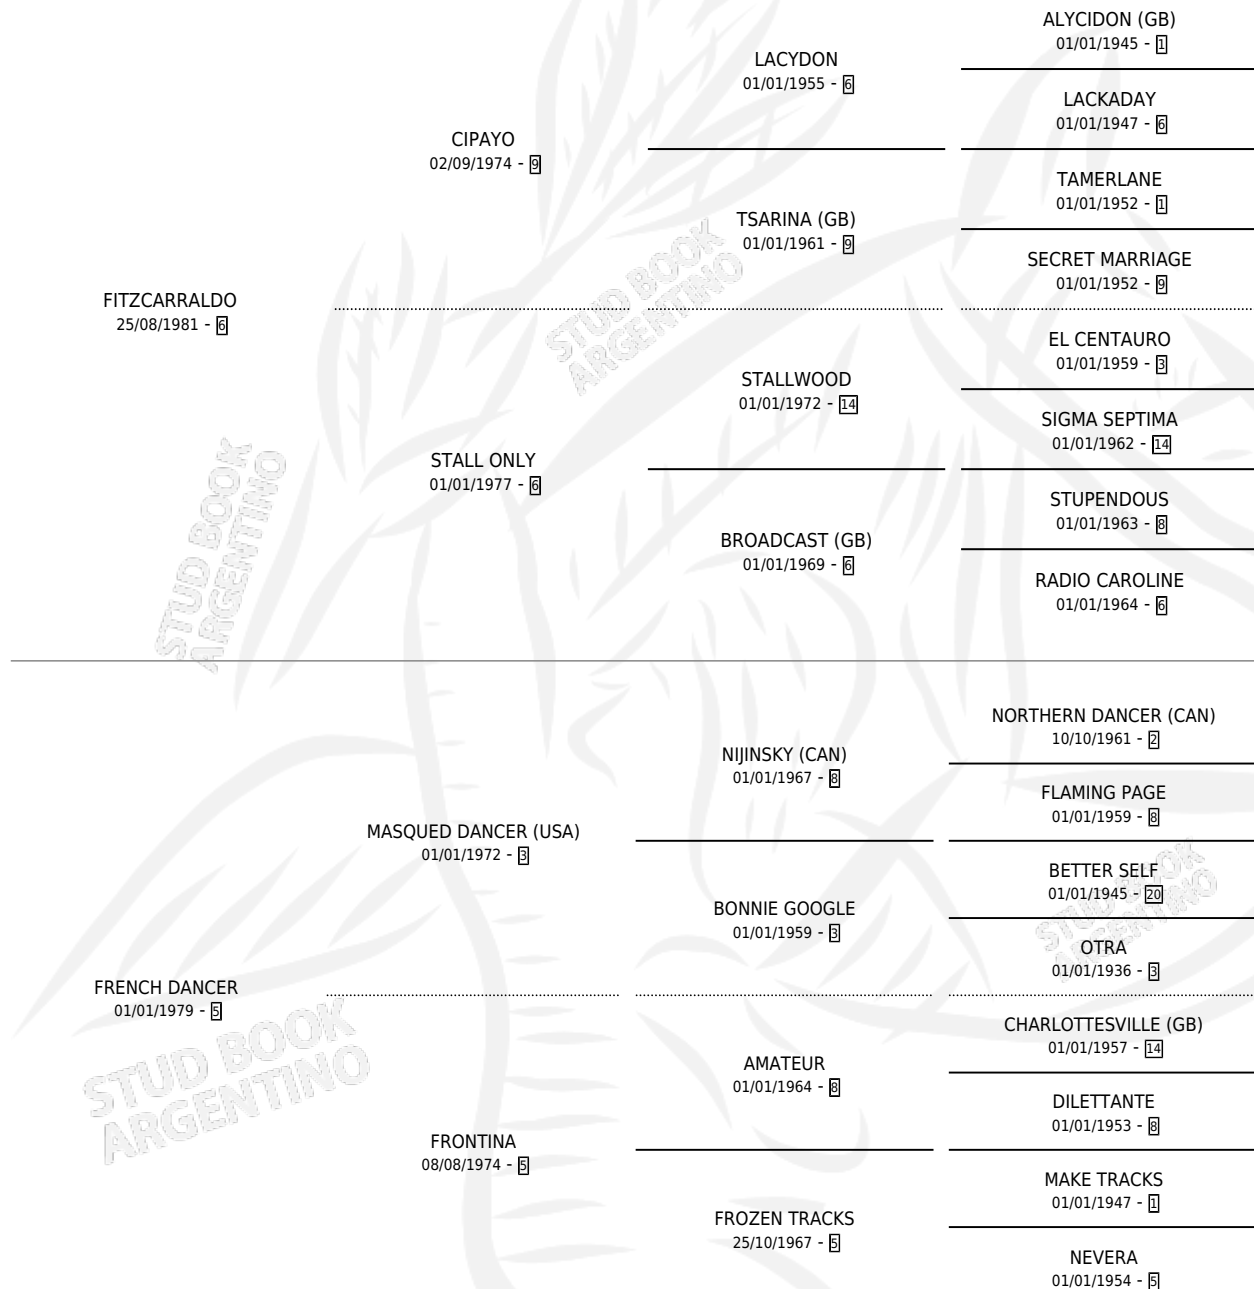 FITZCARRALDO
25/08/1981 - 6
CIPAYO
02/09/1974 - 9
LACYDON
01/01/1955 - 6
ALYCIDON (GB)
01/01/1945 - 1
LACKADAY
01/01/1947 - 6
TSARINA (GB)
01/01/1961 - 9
TAMERLANE
01/01/1952 - 1
SECRET MARRIAGE
01/01/1952 - 9
STALL ONLY
01/01/1977 - 6
STALLWOOD
01/01/1972 - 14
EL CENTAURO
01/01/1959 - 3
SIGMA SEPTIMA
01/01/1962 - 14
BROADCAST (GB)
01/01/1969 - 6
STUPENDOUS
01/01/1963 - 8
RADIO CAROLINE
01/01/1964 - 6
FRENCH DANCER
01/01/1979 - 5
MASQUED DANCER (USA)
01/01/1972 - 3
NIJINSKY (CAN)
01/01/1967 - 8
NORTHERN DANCER (CAN)
10/10/1961 - 2
FLAMING PAGE
01/01/1959 - 8
BONNIE GOOGLE
01/01/1959 - 3
BETTER SELF
01/01/1945 - 20
OTRA
01/01/1936 - 3
FRONTINA
08/08/1974 - 5
AMATEUR
01/01/1964 - 8
CHARLOTTESVILLE (GB)
01/01/1957 - 14
DILETTANTE
01/01/1953 - 8
FROZEN TRACKS
25/10/1967 - 5
MAKE TRACKS
01/01/1947 - 1
NEVERA
01/01/1954 - 5
STUD BOOK
ARGENTINO
STUD BOOK
ARGENTINO
STUD BOOK
ARGENTINO
STUD BOOK
ARGENTINO